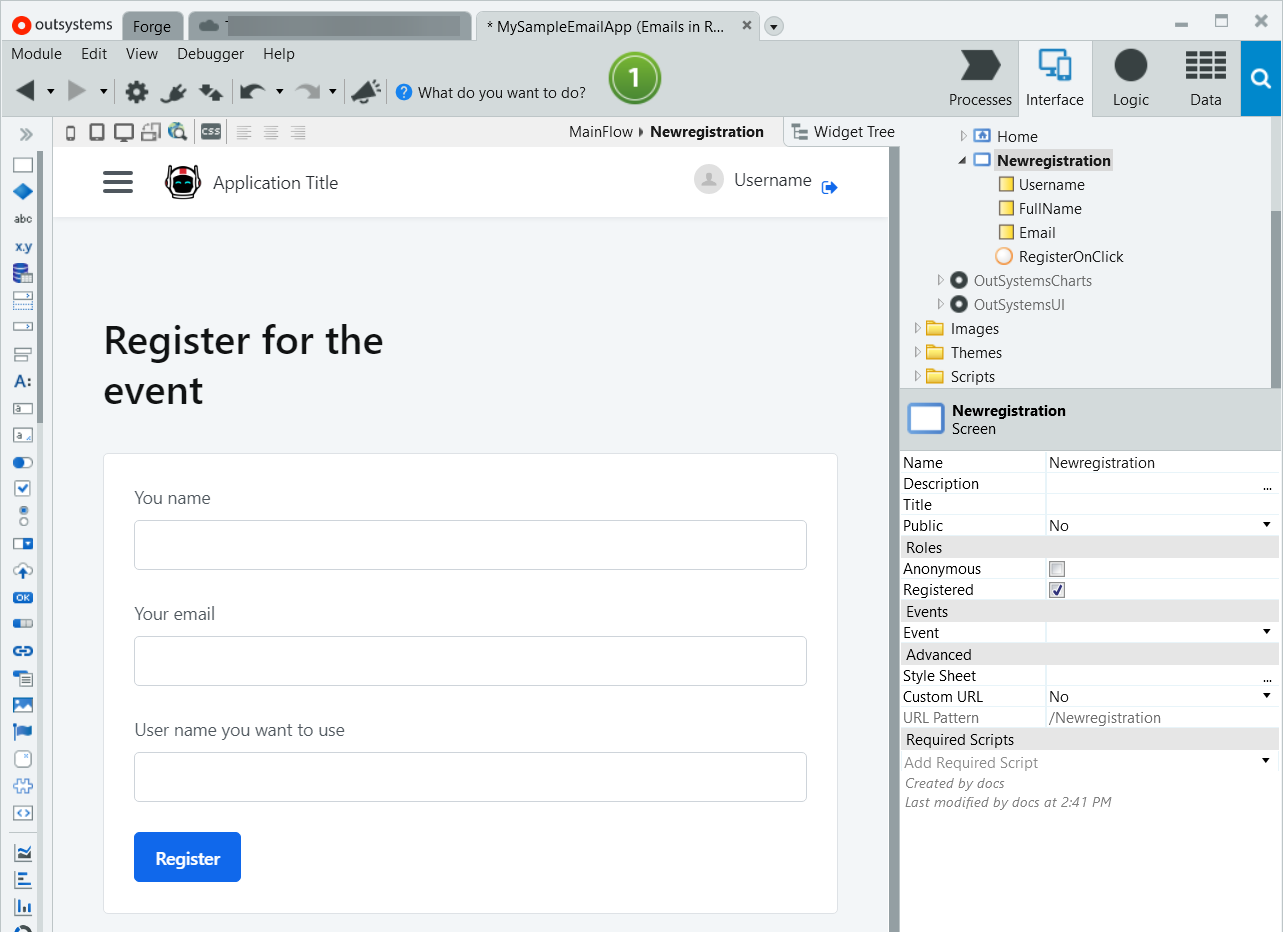 outsystems
Forge
* MySampleEmailApp (Emails in R...
Module Edit View Debugger Help
What do you want to do?
1
Processes
Interface
Logic
Data
CSS
MainFlow Newregistration
Widget Tree
abc
x.y
A:
a
a
OK
Application Title
Username
Register for the
event
You name
Your email
User name you want to use
Register
Home
Newregistration
Username
FullName
Email
RegisterOnClick
OutSystemsCharts
OutSystemsUI
Images
Themes
Scripts
Newregistration
Screen
Name Newregistration
Description ...
Title
Public No
Roles
Anonymous
Registered
Events
Event
Advanced
Style Sheet ...
Custom URL No
URL Pattern /Newregistration
Required Scripts
Add Required Script
Created by docs
Last modified by docs at 2:41 PM